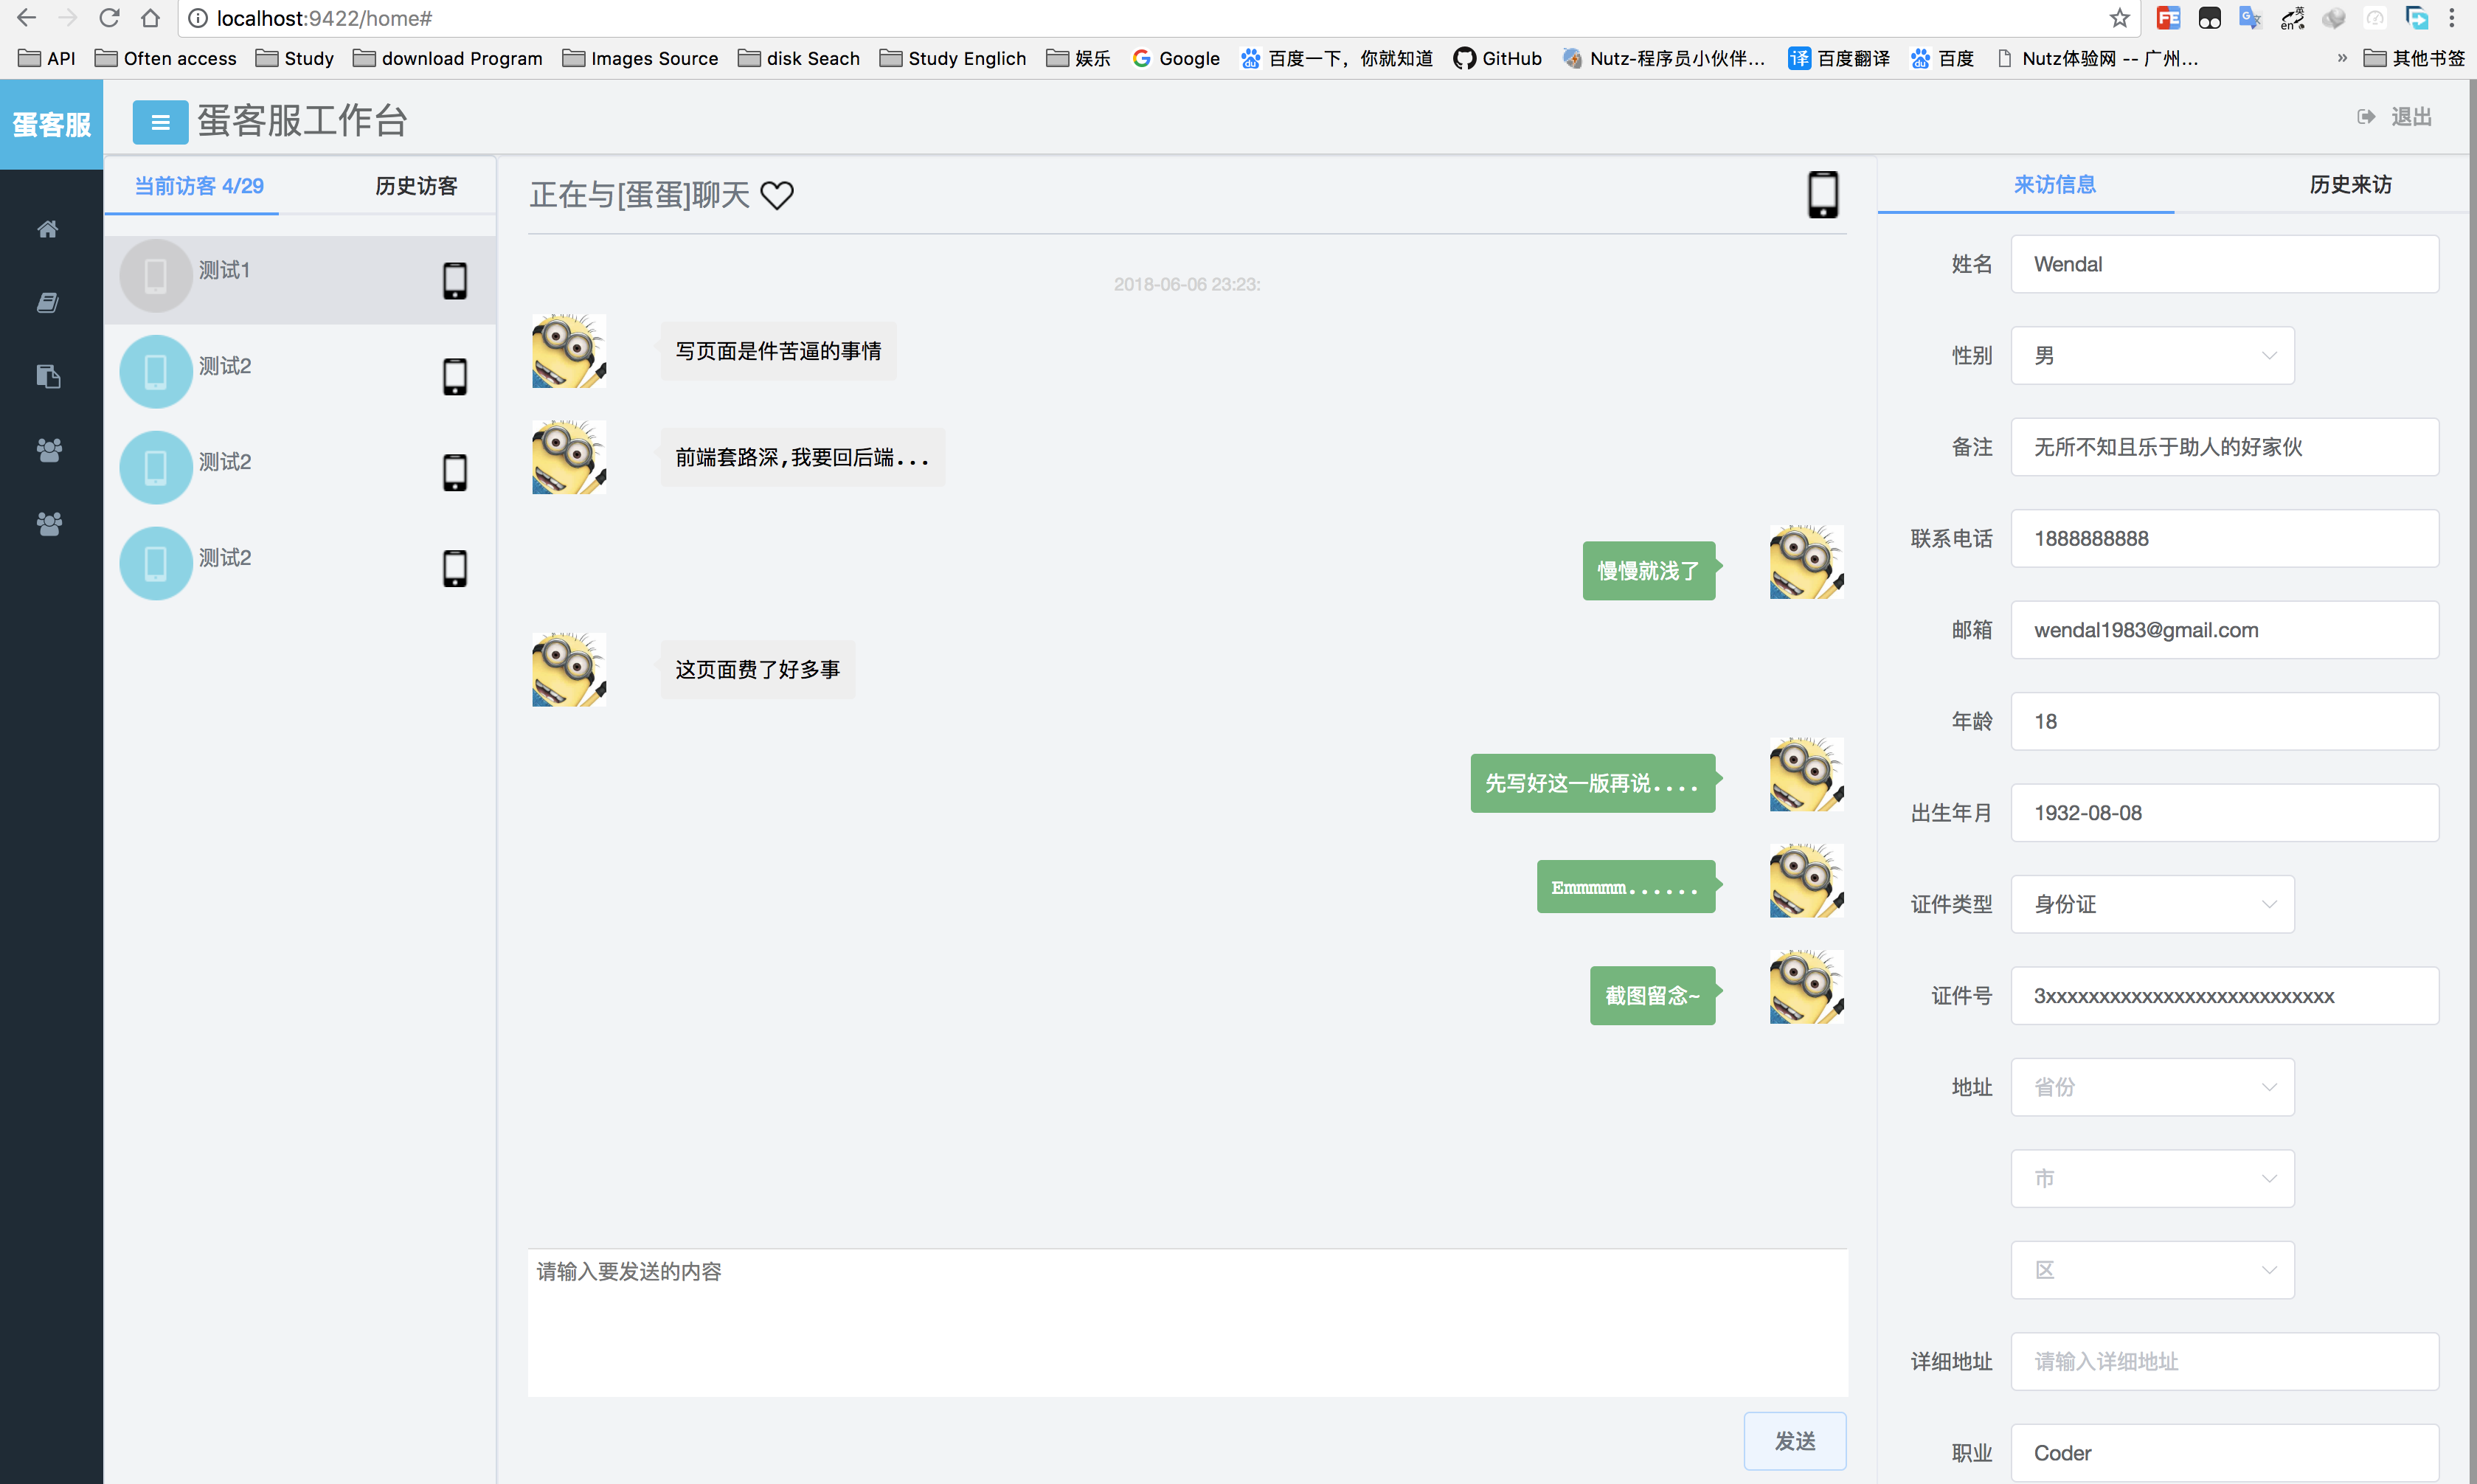 localhost:9422/home#
API Often access Study download Program Images Source disk Seach Study Englich 娱乐 Google 百度一下，你就知道 GitHub Nutz-程序员小伙伴... 百度翻译 百度 Nutz体验网 -- 广州... » 其他书签
蛋客服
蛋客服工作台
退出
当前访客 4/29
历史访客
测试1
测试2
测试2
测试2
正在与[蛋蛋]聊天
2018-06-06 23:23:
写页面是件苦逼的事情
前端套路深,我要回后端...
慢慢就浅了
这页面费了好多事
先写好这一版再说....
Emmmmm......
截图留念~
请输入要发送的内容
发送
来访信息
历史来访
姓名 Wendal
性别 男
备注 无所不知且乐于助人的好家伙
联系电话 1888888888
邮箱 wendal1983@gmail.com
年龄 18
出生年月 1932-08-08
证件类型 身份证
证件号 3xxxxxxxxxxxxxxxxxxxxxxxxxxx
地址 省份
市
区
详细地址 请输入详细地址
职业 Coder